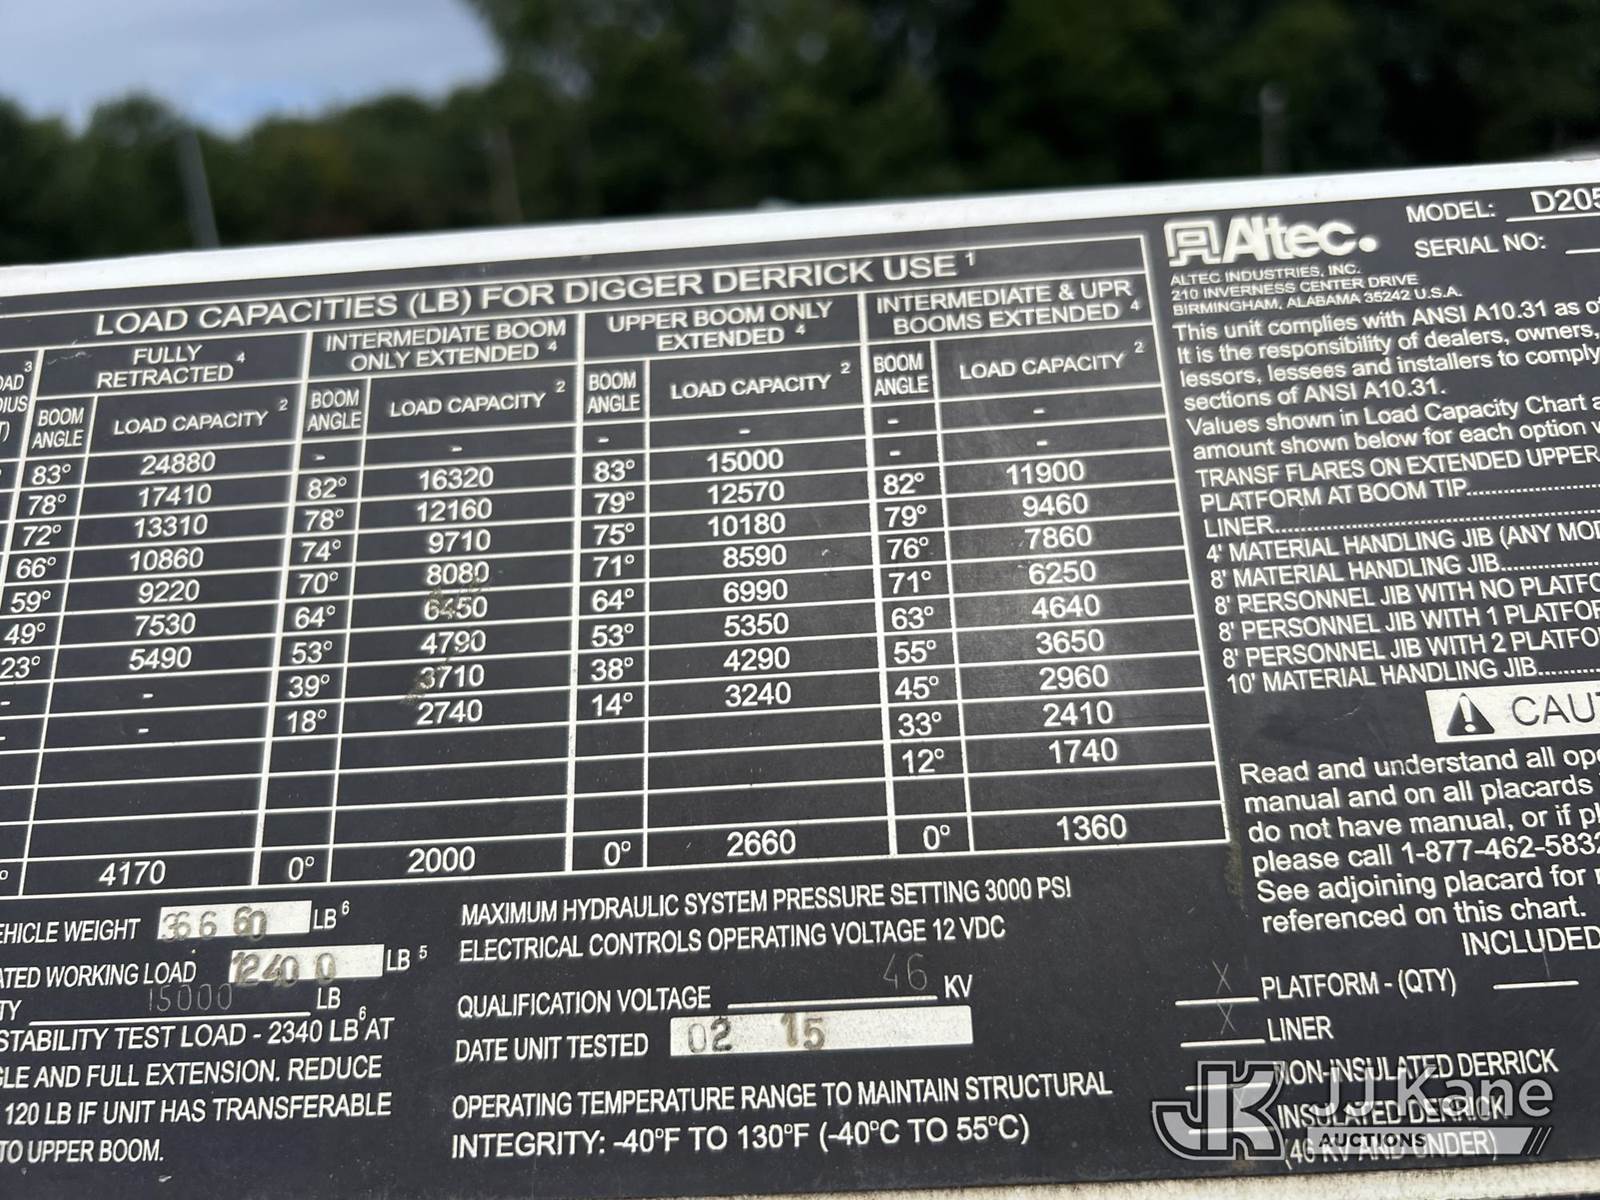 LOAD CAPACITIES (LB) FOR DIGGER DERRICK USE 1
FULLY RETRACTED 4
INTERMEDIATE BOOM ONLY EXTENDED 4
UPPER BOOM ONLY EXTENDED 4
INTERMEDIATE & UPR BOOMS EXTENDED 4
BOOM ANGLE LOAD CAPACITY 2 BOOM ANGLE LOAD CAPACITY 2 BOOM ANGLE LOAD CAPACITY 2 BOOM ANGLE LOAD CAPACITY 2
83° 24880 - - - - - -
78° 17410 82° 16320 83° 15000 - -
72° 13310 78° 12160 79° 12570 82° 11900
66° 10860 74° 9710 75° 10180 79° 9460
59° 9220 70° 8080 71° 8590 76° 7860
49° 7530 64° 6450 64° 6990 71° 6250
23° 5490 53° 4790 53° 5350 63° 4640
- - 39° 3710 38° 4290 55° 3650
- - 18° 2740 14° 3240 45° 2960
33° 2410
12° 1740
4170 0° 2000 0° 2660 0° 1360
WEIGHT 36660 LB 6
WORKING LOAD 12400 LB 5
15000 LB
STABILITY TEST LOAD - 2340 LB 6 AT
AND FULL EXTENSION. REDUCE
120 LB IF UNIT HAS TRANSFERABLE
TO UPPER BOOM.
MAXIMUM HYDRAULIC SYSTEM PRESSURE SETTING 3000 PSI
ELECTRICAL CONTROLS OPERATING VOLTAGE 12 VDC
QUALIFICATION VOLTAGE 46 KV
DATE UNIT TESTED 02 15
OPERATING TEMPERATURE RANGE TO MAINTAIN STRUCTURAL
INTEGRITY: -40°F TO 130°F (-40°C TO 55°C)
Altec.
MODEL: D205
SERIAL NO:
ALTEC INDUSTRIES, INC.
210 INVERNESS CENTER DRIVE
BIRMINGHAM, ALABAMA 35242 U.S.A.
This unit complies with ANSI A10.31 as of
It is the responsibility of dealers, owners,
lessors, lessees and installers to comply
sections of ANSI A10.31.
Values shown in Load Capacity Chart
amount shown below for each option
TRANSF FLARES ON EXTENDED UPPER
PLATFORM AT BOOM TIP
LINER
4' MATERIAL HANDLING JIB (ANY MOD
8' MATERIAL HANDLING JIB
8' PERSONNEL JIB WITH NO PLATFO
8' PERSONNEL JIB WITH 1 PLATFOR
8' PERSONNEL JIB WITH 2 PLATFO
10' MATERIAL HANDLING JIB
CAUT
Read and understand all ope
manual and on all placards
do not have manual, or if pl
please call 1-877-462-5832
See adjoining placard for
referenced on this chart.
INCLUDED
X PLATFORM - (QTY) 1
X LINER
NON-INSULATED DERRICK
INSULATED DERRICK
(46 KV AND UNDER)
JK JJ Kane
AUCTIONS